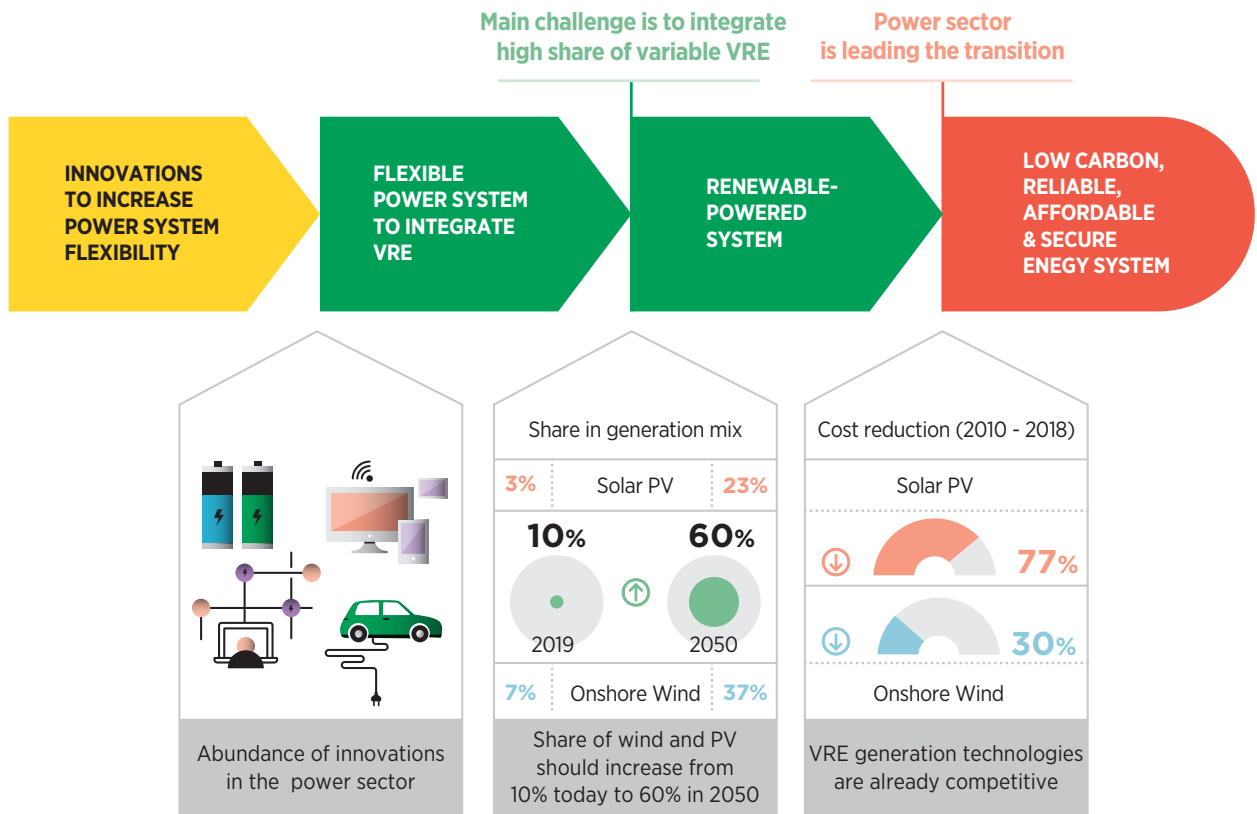 Main challenge is to integrate
high share of variable VRE
Power sector
is leading the transition
INNOVATIONS
TO INCREASE
POWER SYSTEM
FLEXIBILITY
FLEXIBLE
POWER SYSTEM
TO INTEGRATE
VRE
RENEWABLE-
POWERED
SYSTEM
LOW CARBON,
RELIABLE,
AFFORDABLE
& SECURE
ENEGY SYSTEM
Abundance of innovations
in the power sector
Share in generation mix
3% Solar PV 23%
10% 60%
2019 2050
7% Onshore Wind 37%
Share of wind and PV
should increase from
10% today to 60% in 2050
Cost reduction (2010 - 2018)
Solar PV
77%
30%
Onshore Wind
VRE generation technologies
are already competitive